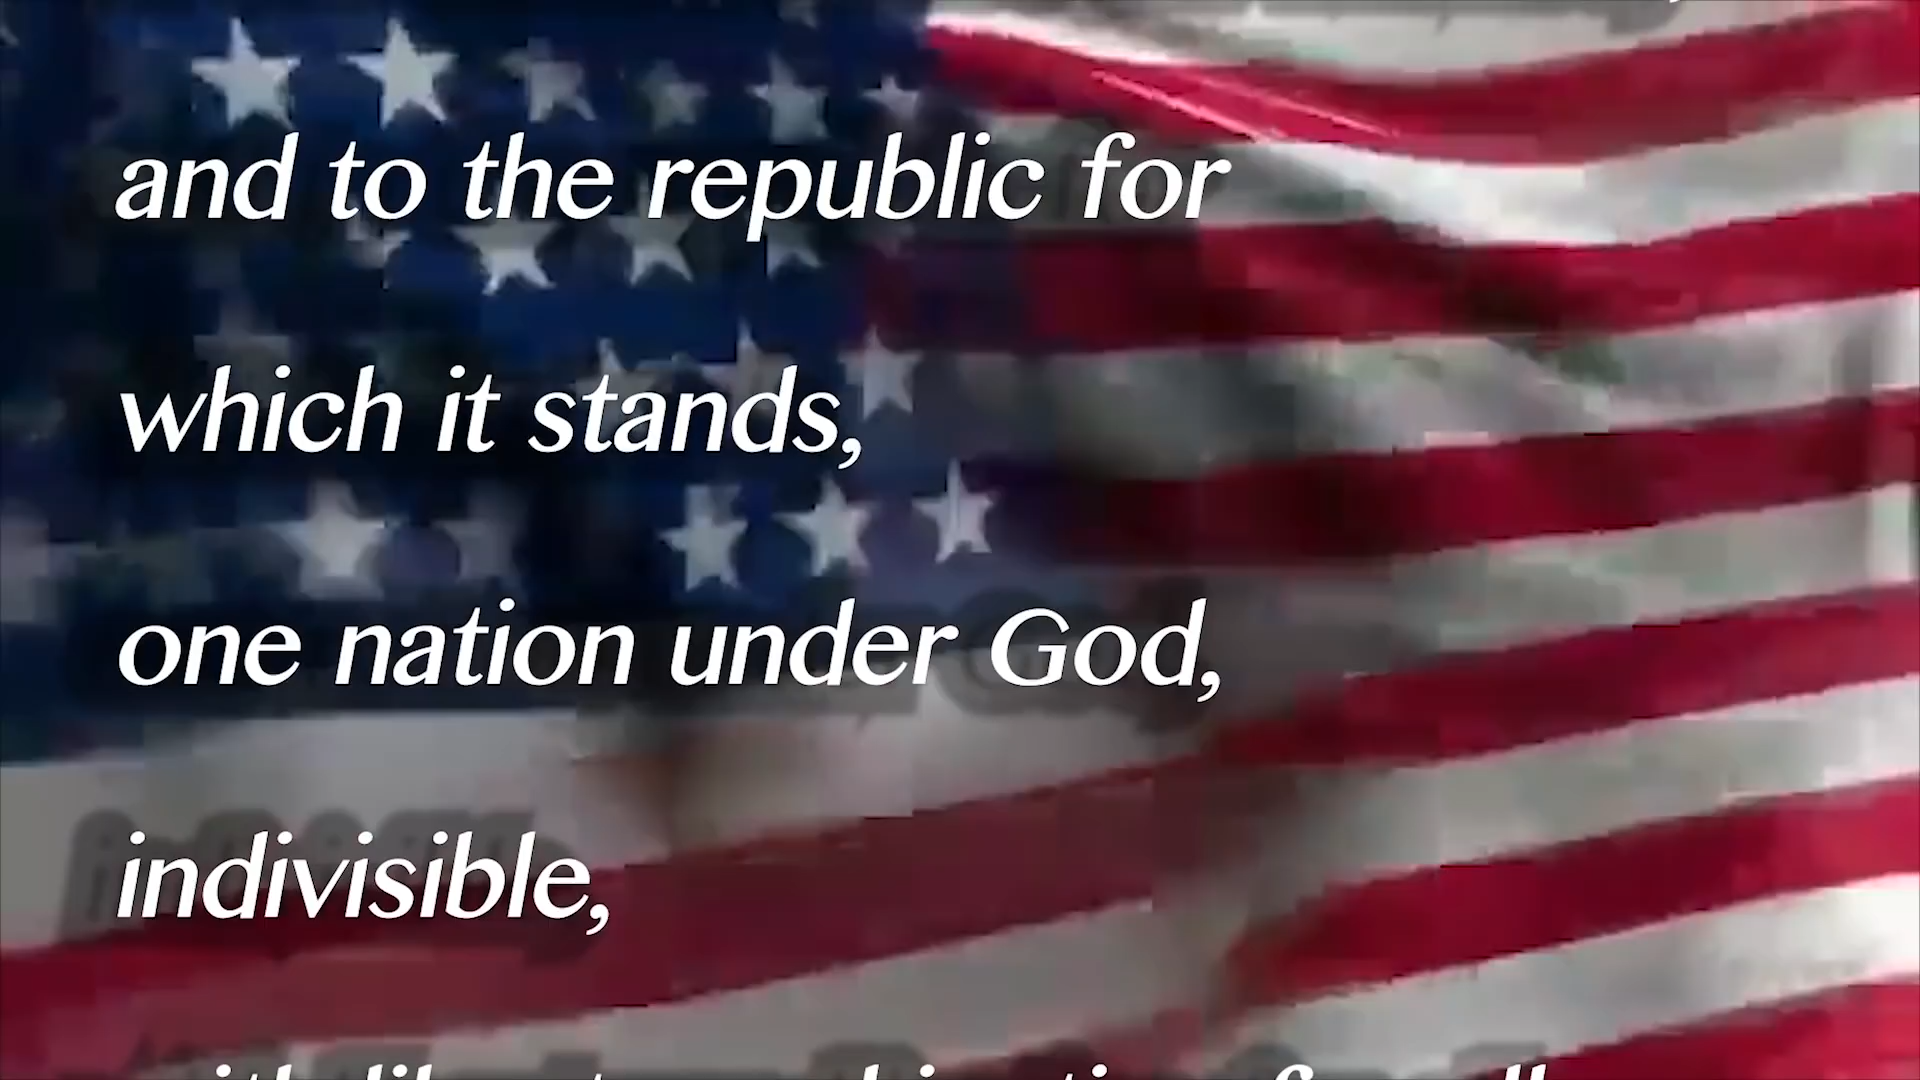 and to the republic for
which it stands,
one nation under God,
indivisible,